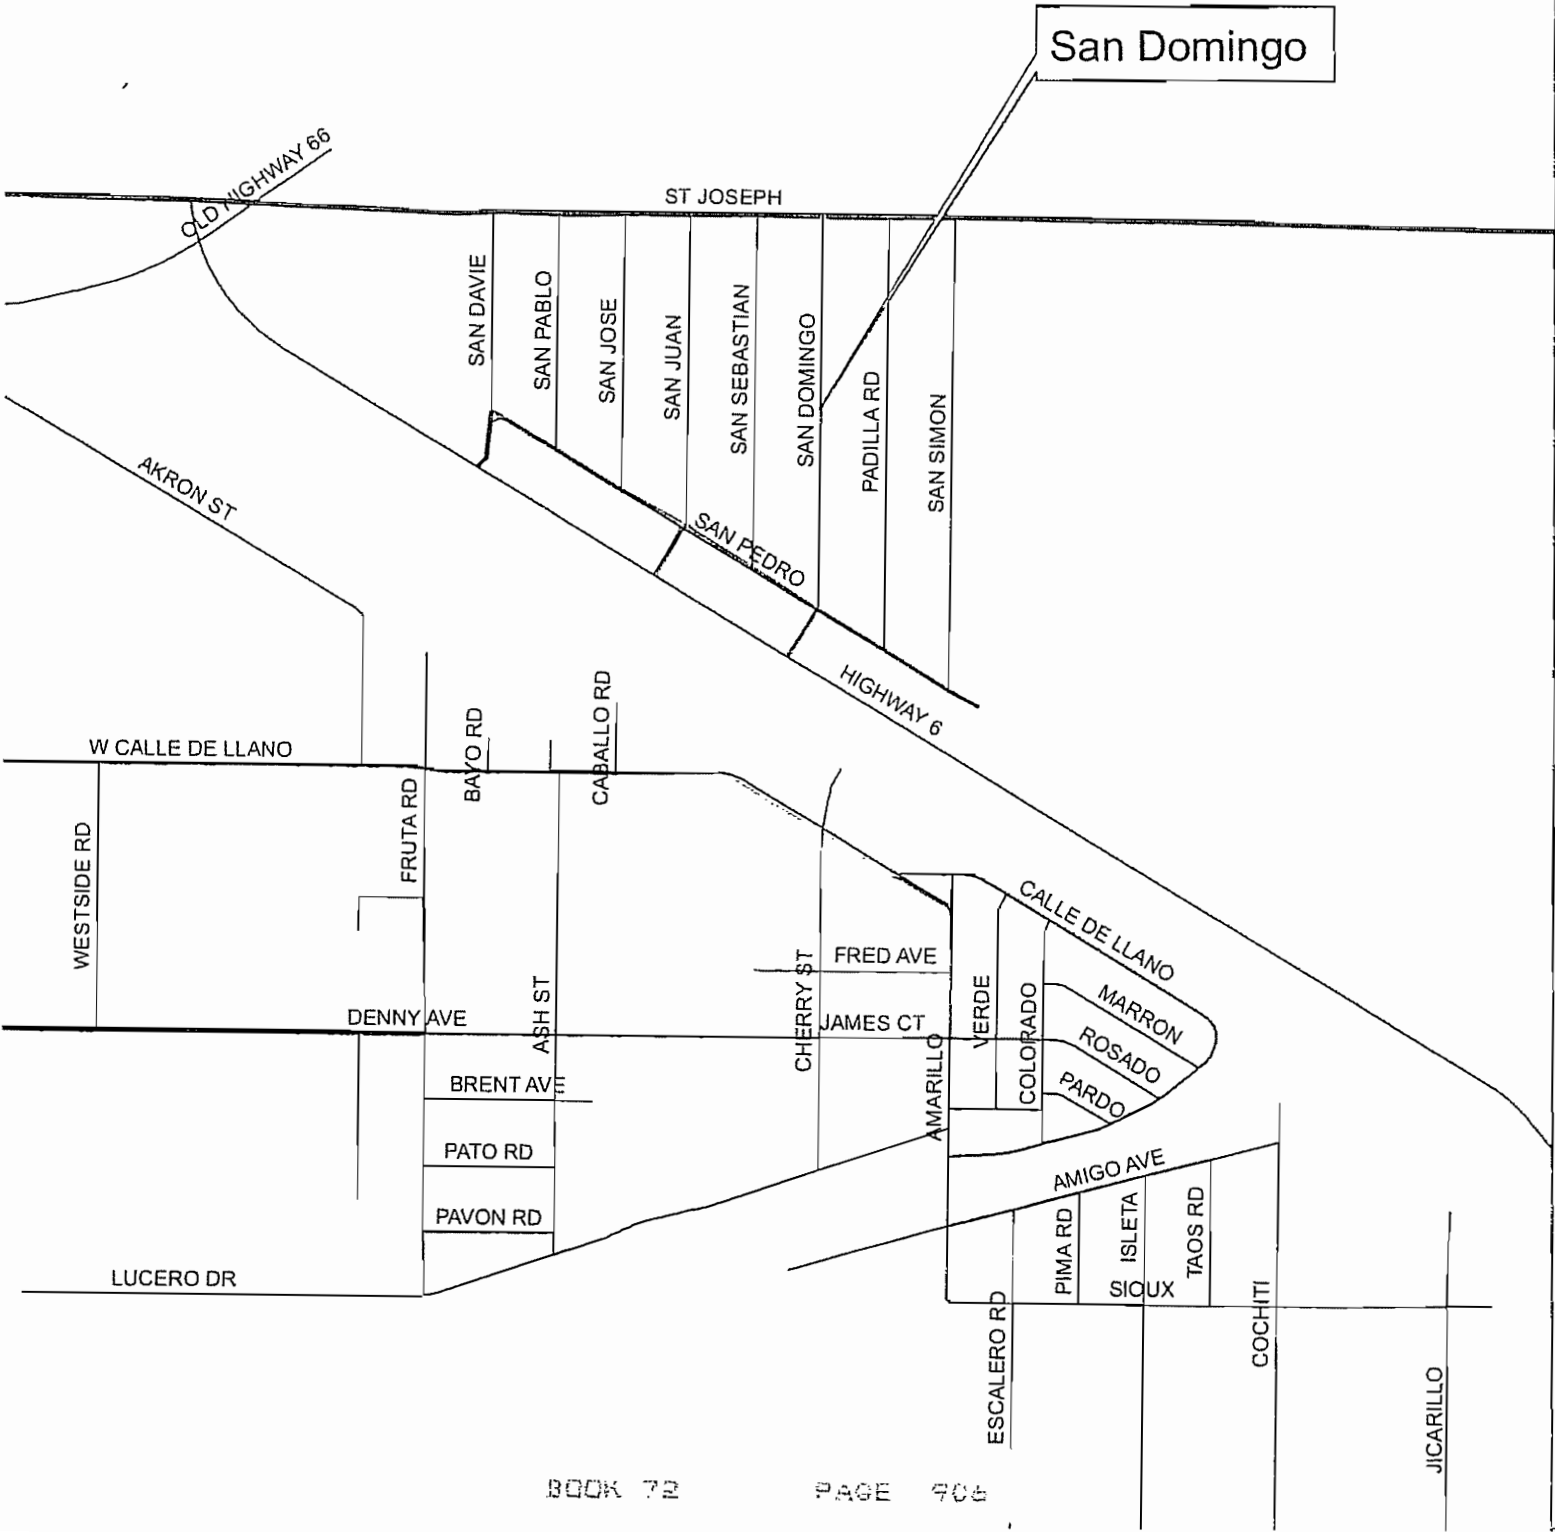 San Domingo
OLD HIGHWAY 66
ST JOSEPH
SAN DAVIE
SAN PABLO
SAN JOSE
SAN JUAN
SAN SEBASTIAN
SAN DOMINGO
PADILLA RD
SAN SIMON
AKRON ST
SAN PEDRO
HIGHWAY 6
W CALLE DE LLANO
BAYO RD
CABALLO RD
WESTSIDE RD
FRUTA RD
CALLE DE LLANO
FRED AVE
CHERRY ST
ASH ST
VERDE
COLORADO
MARRON
DENNY AVE
JAMES CT
AMARILLO
ROSADO
BRENT AVE
PARDO
PATO RD
AMIGO AVE
PAVON RD
PIMA RD
ISLETA
TAOS RD
LUCERO DR
SIOUX
ESCALERO RD
COCHITI
JICARILLO
BOOK 72 PAGE 906